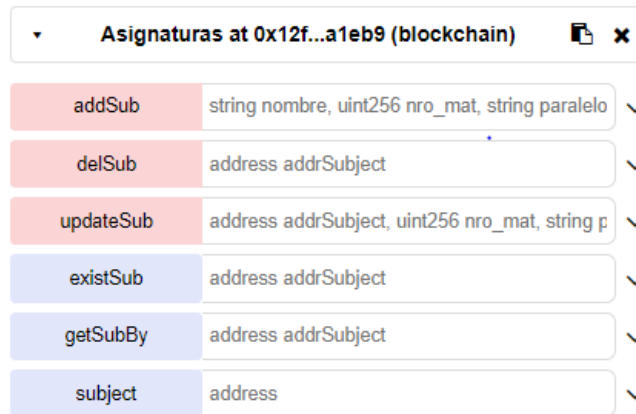 Asignaturas at 0x12f...a1eb9 (blockchain)
addSub string nombre, uint256 nro_mat, string paralelo
delSub address addrSubject
updateSub address addrSubject, uint256 nro_mat, string p
existSub address addrSubject
getSubBy address addrSubject
subject address